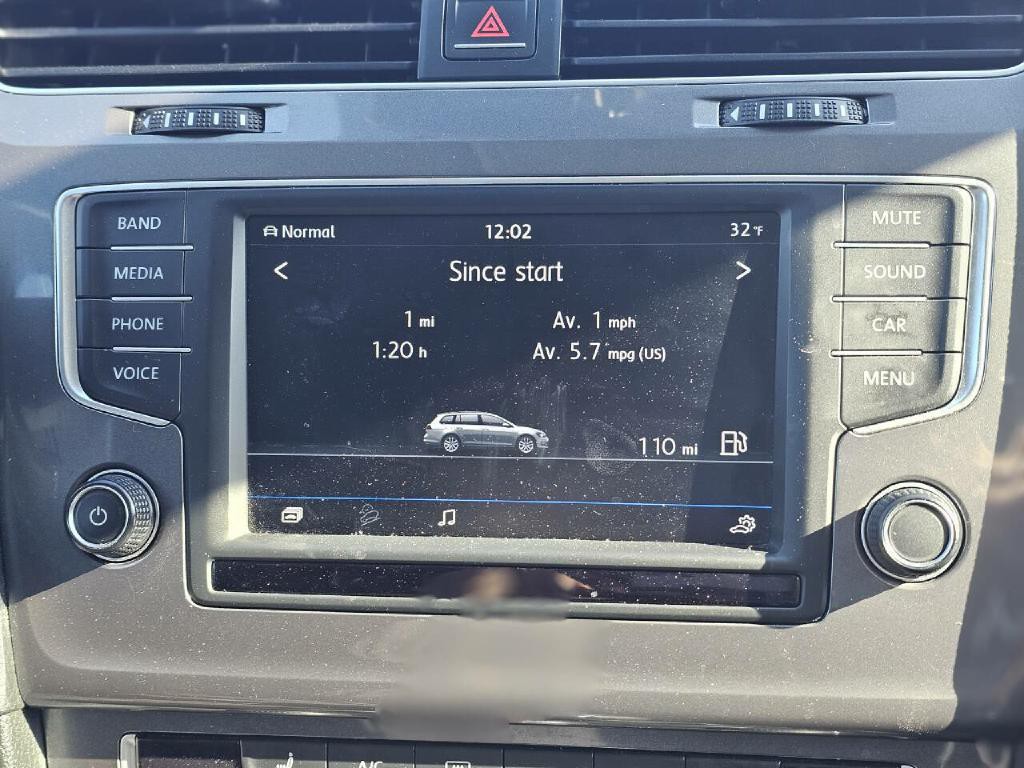 BAND
MEDIA
PHONE
VOICE
Normal 12:02 32 °F
< Since start >
1 mi Av. 1 mph
1:20 h Av. 5.7 mpg (US)
110 mi
MUTE
SOUND
CAR
MENU
A/C